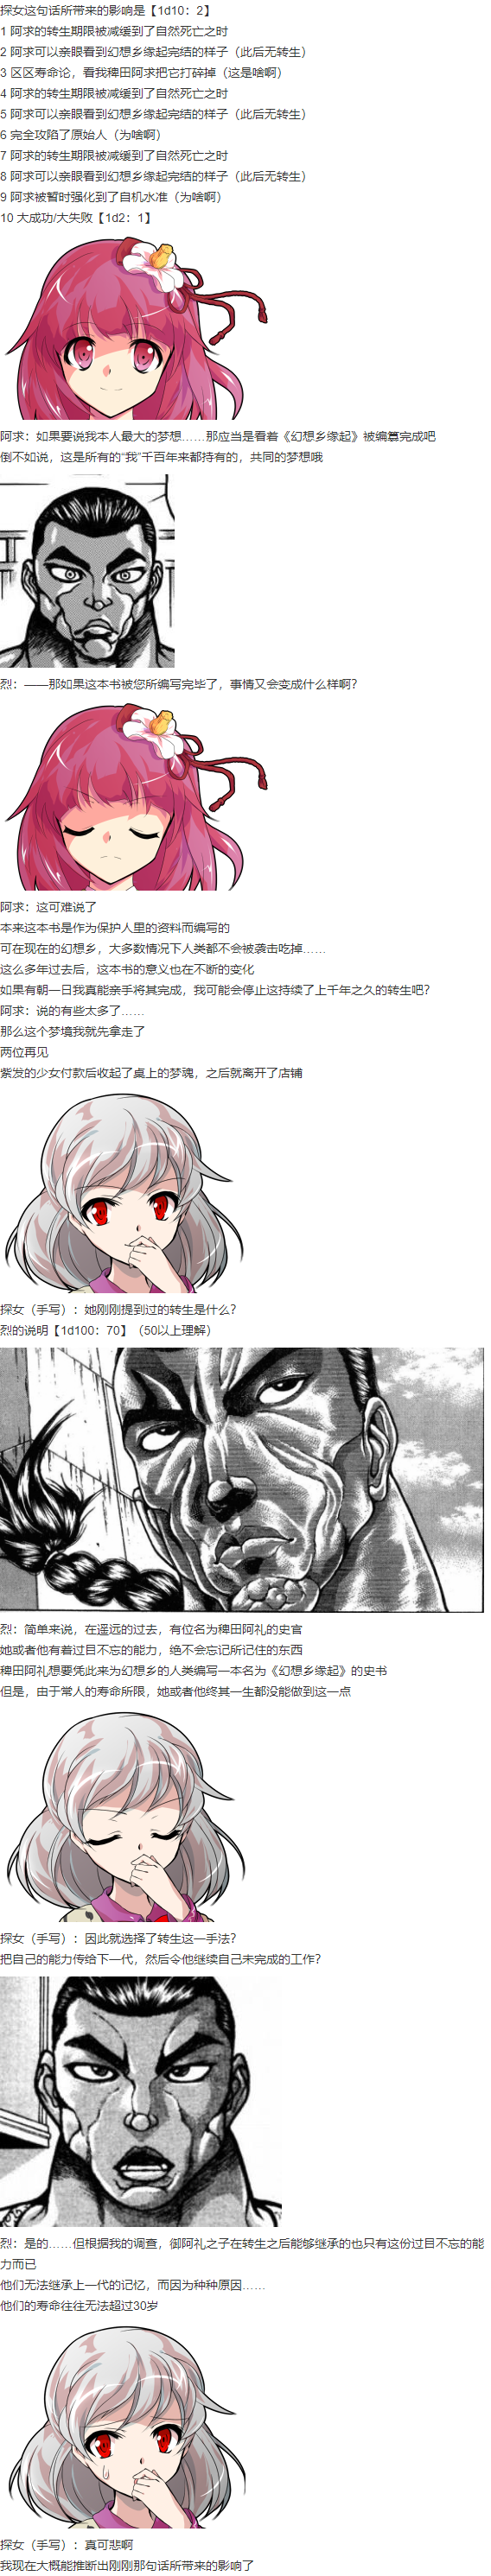 探女这句话所带来的影响是【1d10：2】
1 阿求的转生期限被减缓到了自然死亡之时
2 阿求可以亲眼看到幻想乡缘起完结的样子（此后无转生）
3 区区寿命论，看我稗田阿求把它打碎掉（这是啥啊）
4 阿求的转生期限被减缓到了自然死亡之时
5 阿求可以亲眼看到幻想乡缘起完结的样子（此后无转生）
6 完全攻陷了原始人（为啥啊）
7 阿求的转生期限被减缓到了自然死亡之时
8 阿求可以亲眼看到幻想乡缘起完结的样子（此后无转生）
9 阿求被暂时强化到了自机水准（为啥啊）
10 大成功/大失败【1d2：1】
阿求：如果要说我本人最大的梦想……那应当是看着《幻想乡缘起》被编纂完成吧
倒不如说，这是所有的“我”千百年来都持有的，共同的梦想哦
烈：——那如果这本书被您所编写完毕了，事情又会变成什么样啊？
阿求：这可难说了
本来这本书是作为保护人里的资料而编写的
可在现在的幻想乡，大多数情况下人类都不会被袭击吃掉……
这么多年过去后，这本书的意义也在不断的变化
如果有朝一日我真能亲手将其完成，我可能会停止这持续了上千年之久的转生吧？
阿求：说的有些太多了……
那么这个梦境我就先拿走了
两位再见
紫发的少女付款后收起了桌上的梦魂，之后就离开了店铺
探女（手写）：她刚刚提到过的转生是什么？
烈的说明【1d100：70】（50以上理解）
烈：简单来说，在遥远的过去，有位名为稗田阿礼的史官
她或者他有着过目不忘的能力，绝不会忘记所记住的东西
稗田阿礼想要凭此来为幻想乡的人类编写一本名为《幻想乡缘起》的史书
但是，由于常人的寿命所限，她或者他终其一生都没能做到这一点
探女（手写）：因此就选择了转生这一手法？
把自己的能力传给下一代，然后令他继续自己未完成的工作？
烈：是的……但根据我的调查，御阿礼之子在转生之后能够继承的也只有这份过目不忘的能
力而已
他们无法继承上一代的记忆，而因为种种原因……
他们的寿命往往无法超过30岁
探女（手写）：真可悲啊
我现在大概能推断出刚刚那句话所带来的影响了